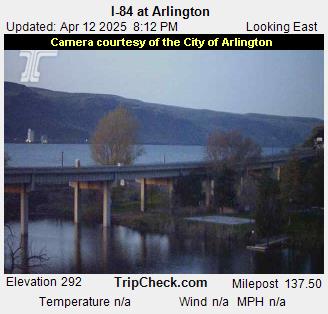 I-84 at Arlington
Updated: Apr 12 2025 8:12 PM Looking East
Camera courtesy of the City of Arlington
Elevation 292 TripCheck.com Milepost 137.50
Temperature n/a Wind n/a MPH n/a